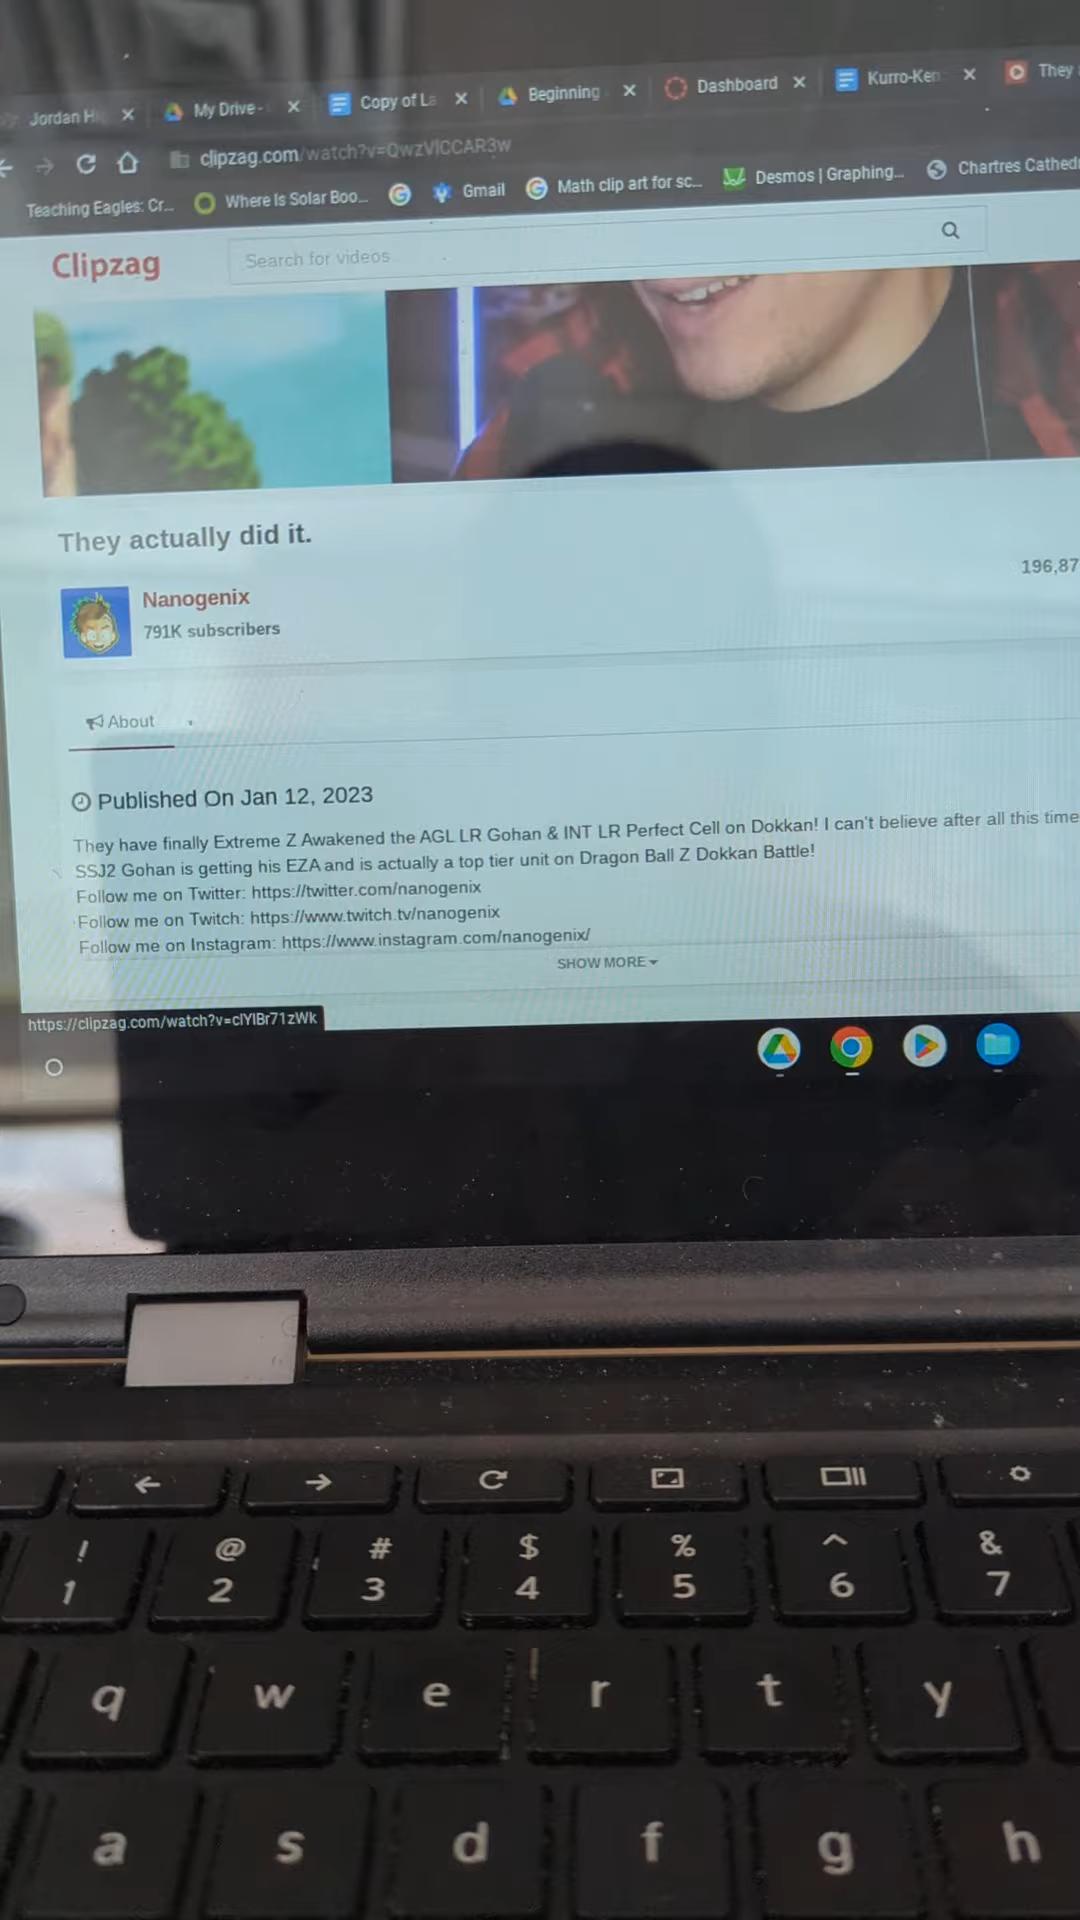 Jordan H
My Drive -
Copy of La
Beginning
Dashboard
Kurro-Ken
They
clipzag.com/watch?v=QwzVlCCAR3w
Teaching Eagles: Cr...
Where Is Solar Boo...
Gmail
Math clip art for sc...
Desmos | Graphing...
Chartres Cathed
Clipzag
Search for videos
They actually did it.
196,87
Nanogenix
791K subscribers
About
Published On Jan 12, 2023
They have finally Extreme Z Awakened the AGL LR Gohan & INT LR Perfect Cell on Dokkan! I can't believe after all this time
SSJ2 Gohan is getting his EZA and is actually a top tier unit on Dragon Ball Z Dokkan Battle!
Follow me on Twitter: https://twitter.com/nanogenix
Follow me on Twitch: https://www.twitch.tv/nanogenix
Follow me on Instagram: https://www.instagram.com/nanogenix/
SHOW MORE
https://clipzag.com/watch?v=clYlBr71zWk
! @ # $ % ^ &
1 2 3 4 5 6 7
q w e r t y
a s d f g h